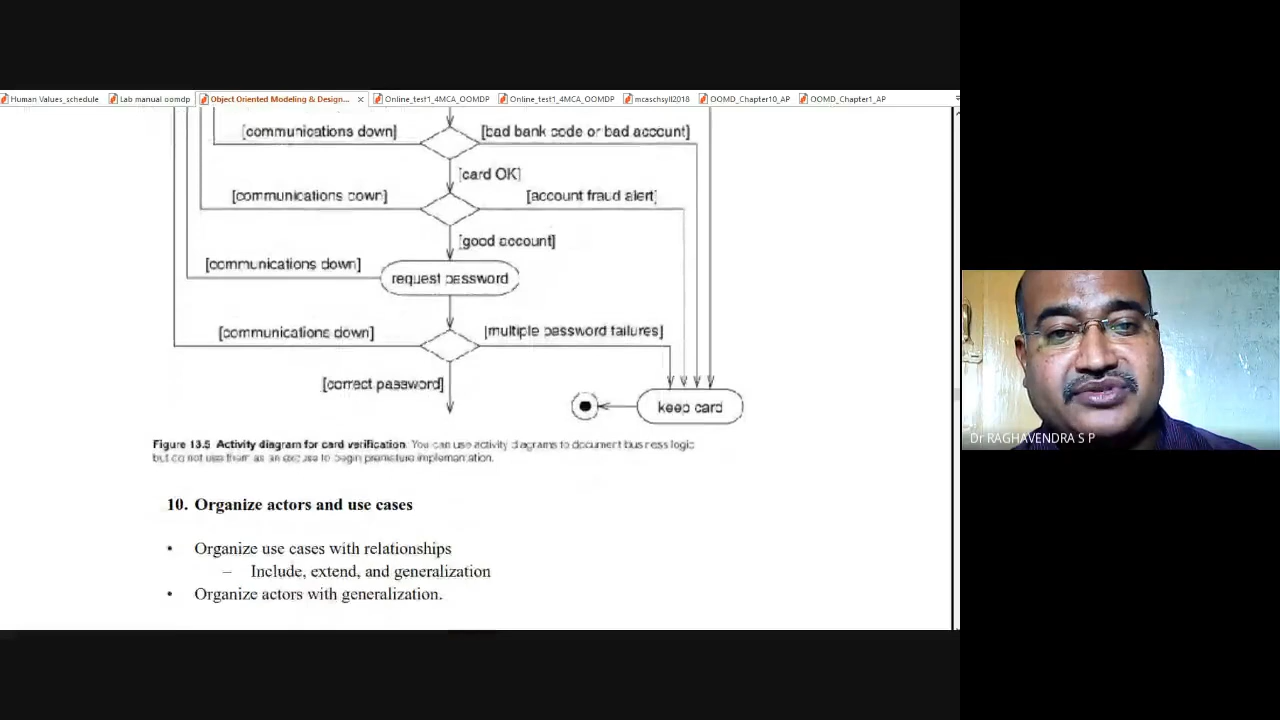 Human Values_schedule
Lab manual oomdp
Object Oriented Modeling & Design...
Online_test1_4MCA_OOMDP
Online_test1_4MCA_OOMDP
mcaschsyll2018
OOMD_Chapter10_AP
OOMD_Chapter1_AP
[communications down]
[bad bank code or bad account]
[card OK]
[communications cown]
[account fraud alert]
[good account]
[communications down]
request password
[communications down]
[multiple password failures]
[correct password]
keep card
Figure 13.5 Activity diagram for card verification. You can use activity diagrams to document business logic
but do not use them as an excuse to begin premature implementation.
10. Organize actors and use cases
• Organize use cases with relationships
– Include, extend, and generalization
• Organize actors with generalization.
Dr RAGHAVENDRA S P